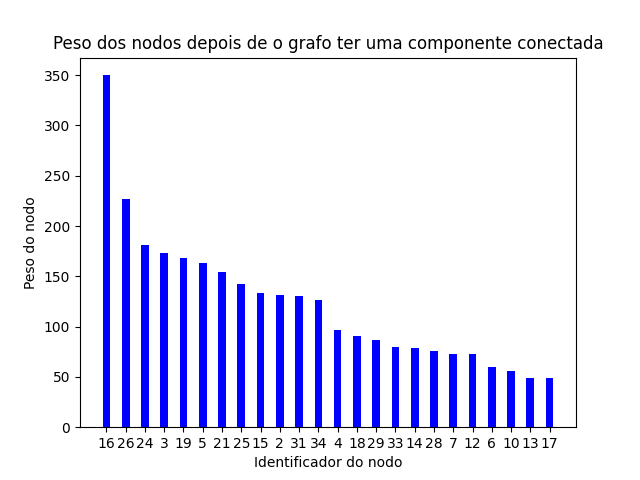 Peso dos nodos depois de o grafo ter uma componente conectada
350
300
250
200
150
100
50
0
Peso do nodo
16 26 24 3 19 5 21 25 15 2 31 34 4 18 29 33 14 28 7 12 6 10 13 17
Identificador do nodo